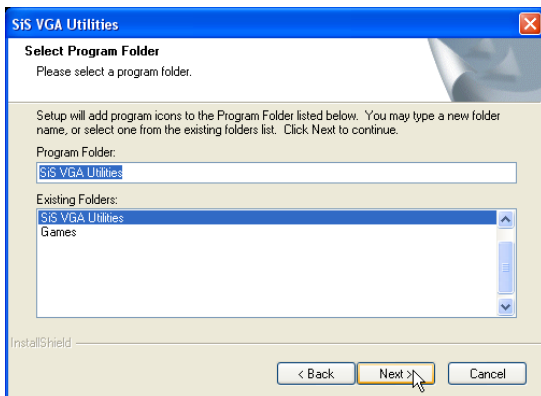 SiS VGA Utilities
Select Program Folder
Please select a program folder.
Setup will add program icons to the Program Folder listed below. You may type a new folder
name, or select one from the existing folders list. Click Next to continue.
Program Folder:
SiS VGA Utilities
Existing Folders:
SiS VGA Utilities
Games
InstallShield
< Back Next > Cancel